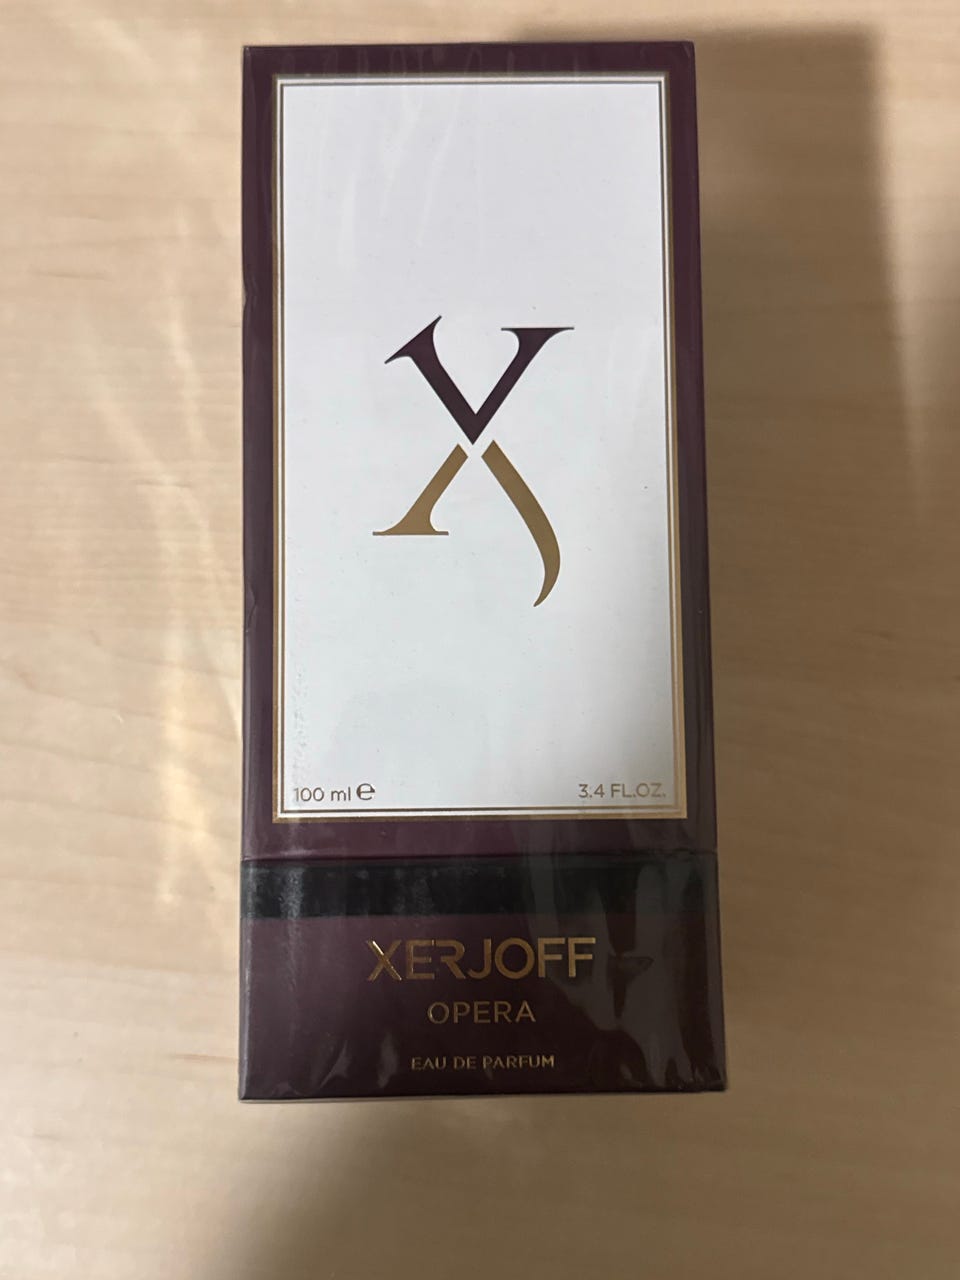 X
100 ml ℮
3.4 FL.OZ.
XERJOFF
OPERA
EAU DE PARFUM